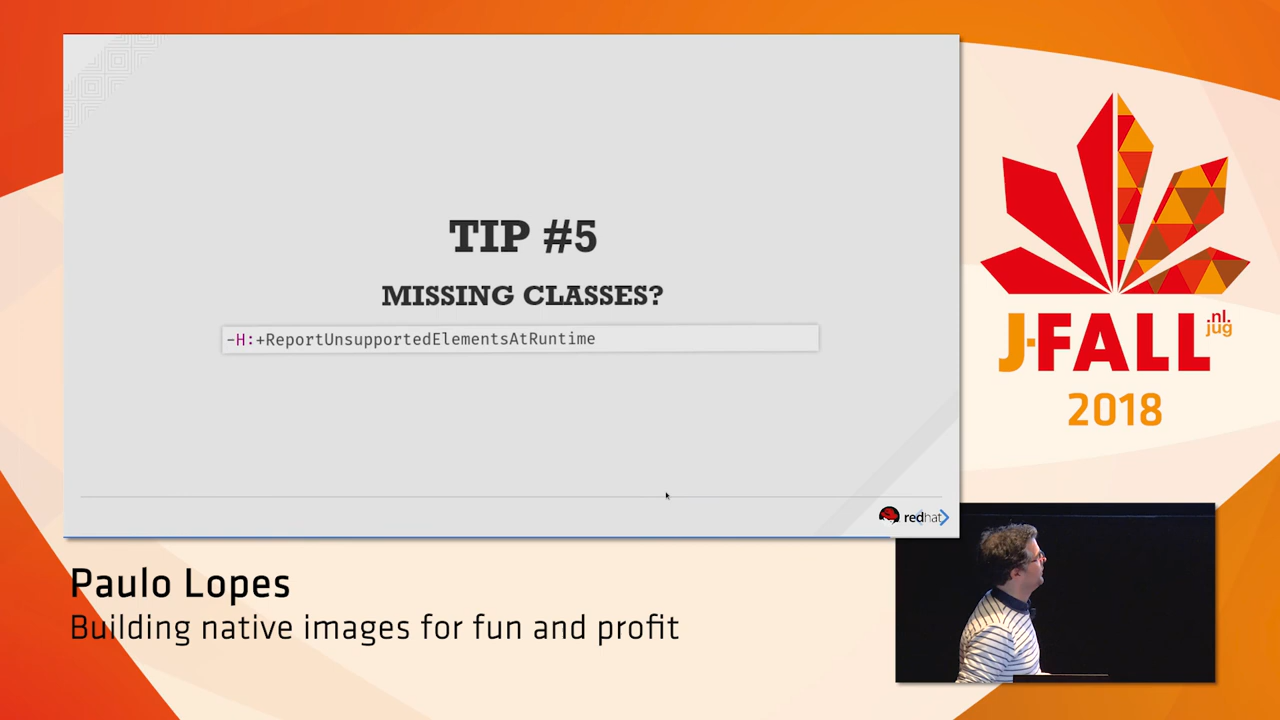 TIP #5
MISSING CLASSES?
-H:+ReportUnsupportedElementsAtRuntime
redhat
J-FALL
nl.
jug
2018
Paulo Lopes
Building native images for fun and profit